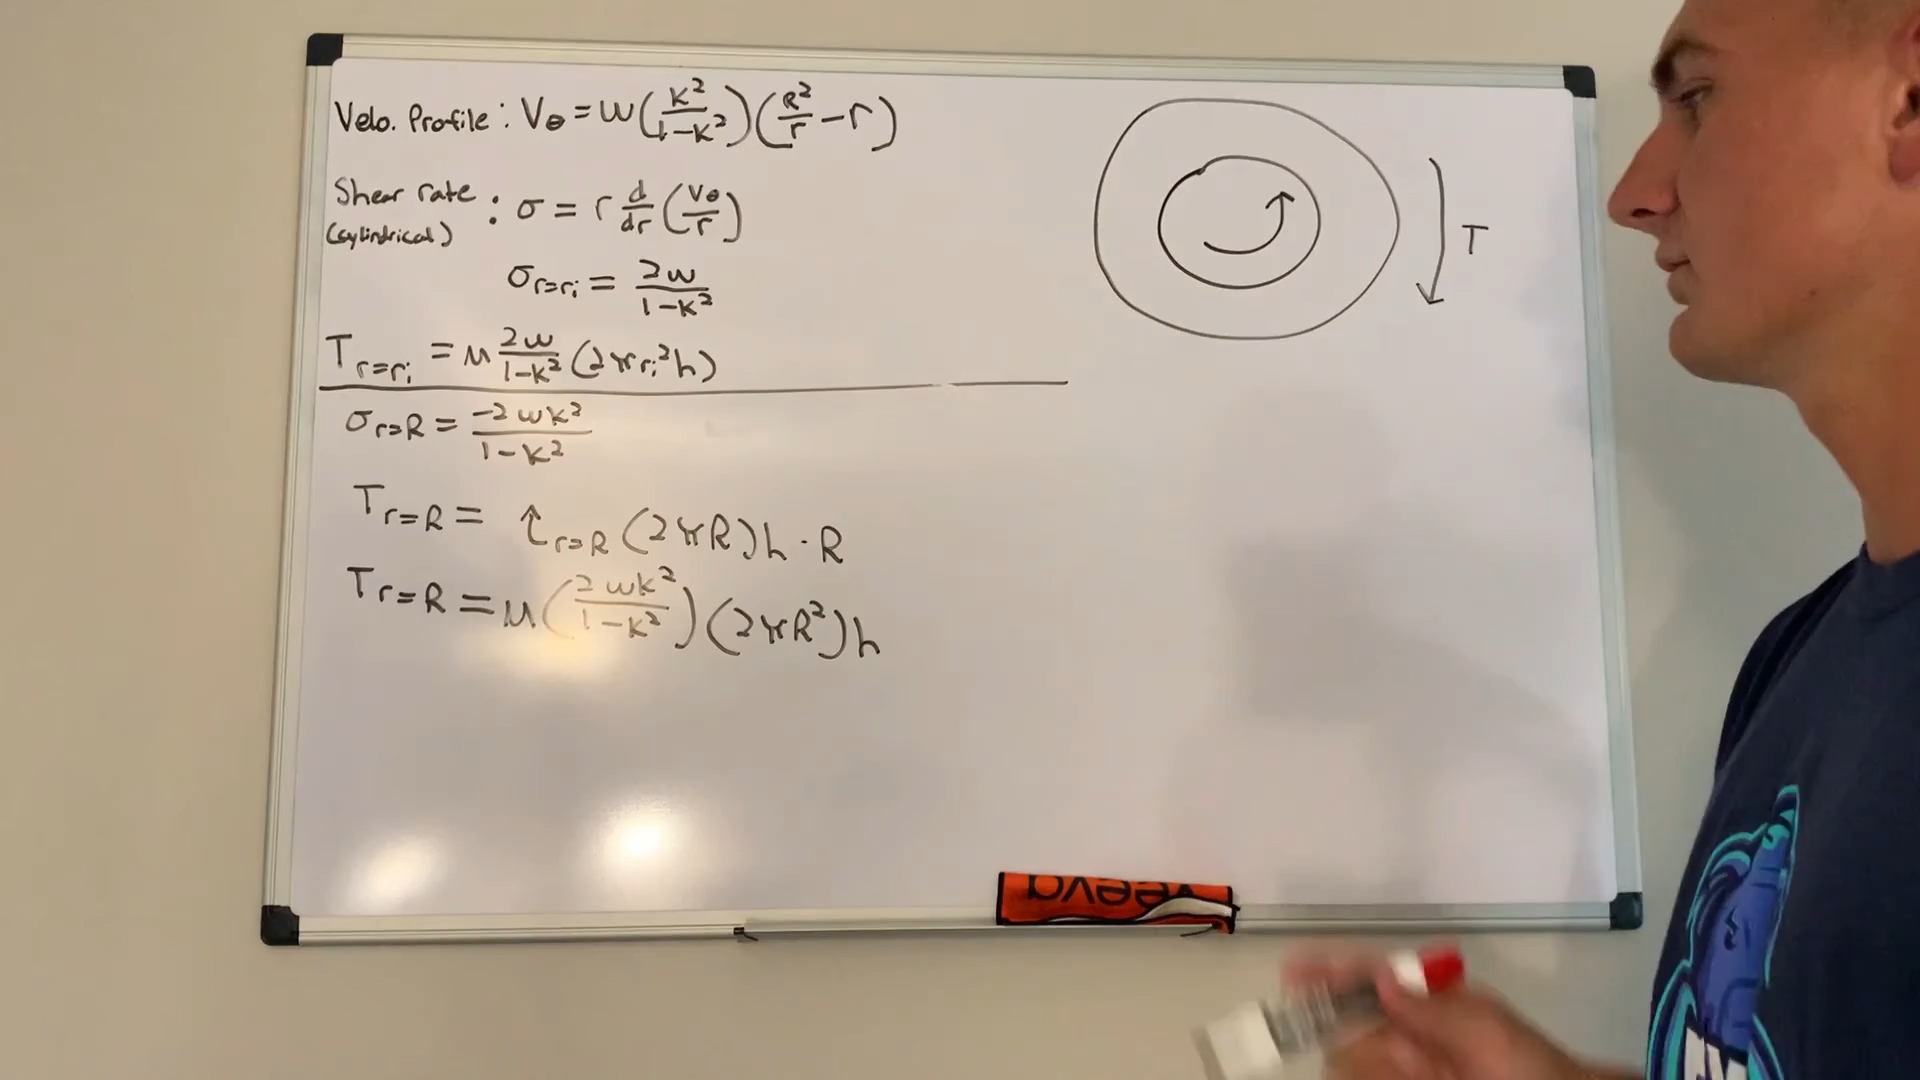 Velo. Profile: Vθ = ω(K²/1-K²)(R²/r - r)
Shear rate (cylindrical) : σ = r d/dr (Vθ/r)
σr=ri = 2ω/1-K²
Tr=ri = μ 2ω/1-K² (2πri²h)
σr=R = -2ωK²/1-K²
Tr=R = τr=R (2πR)h · R
Tr=R = μ(2ωK²/1-K²)(2πR²)h
T